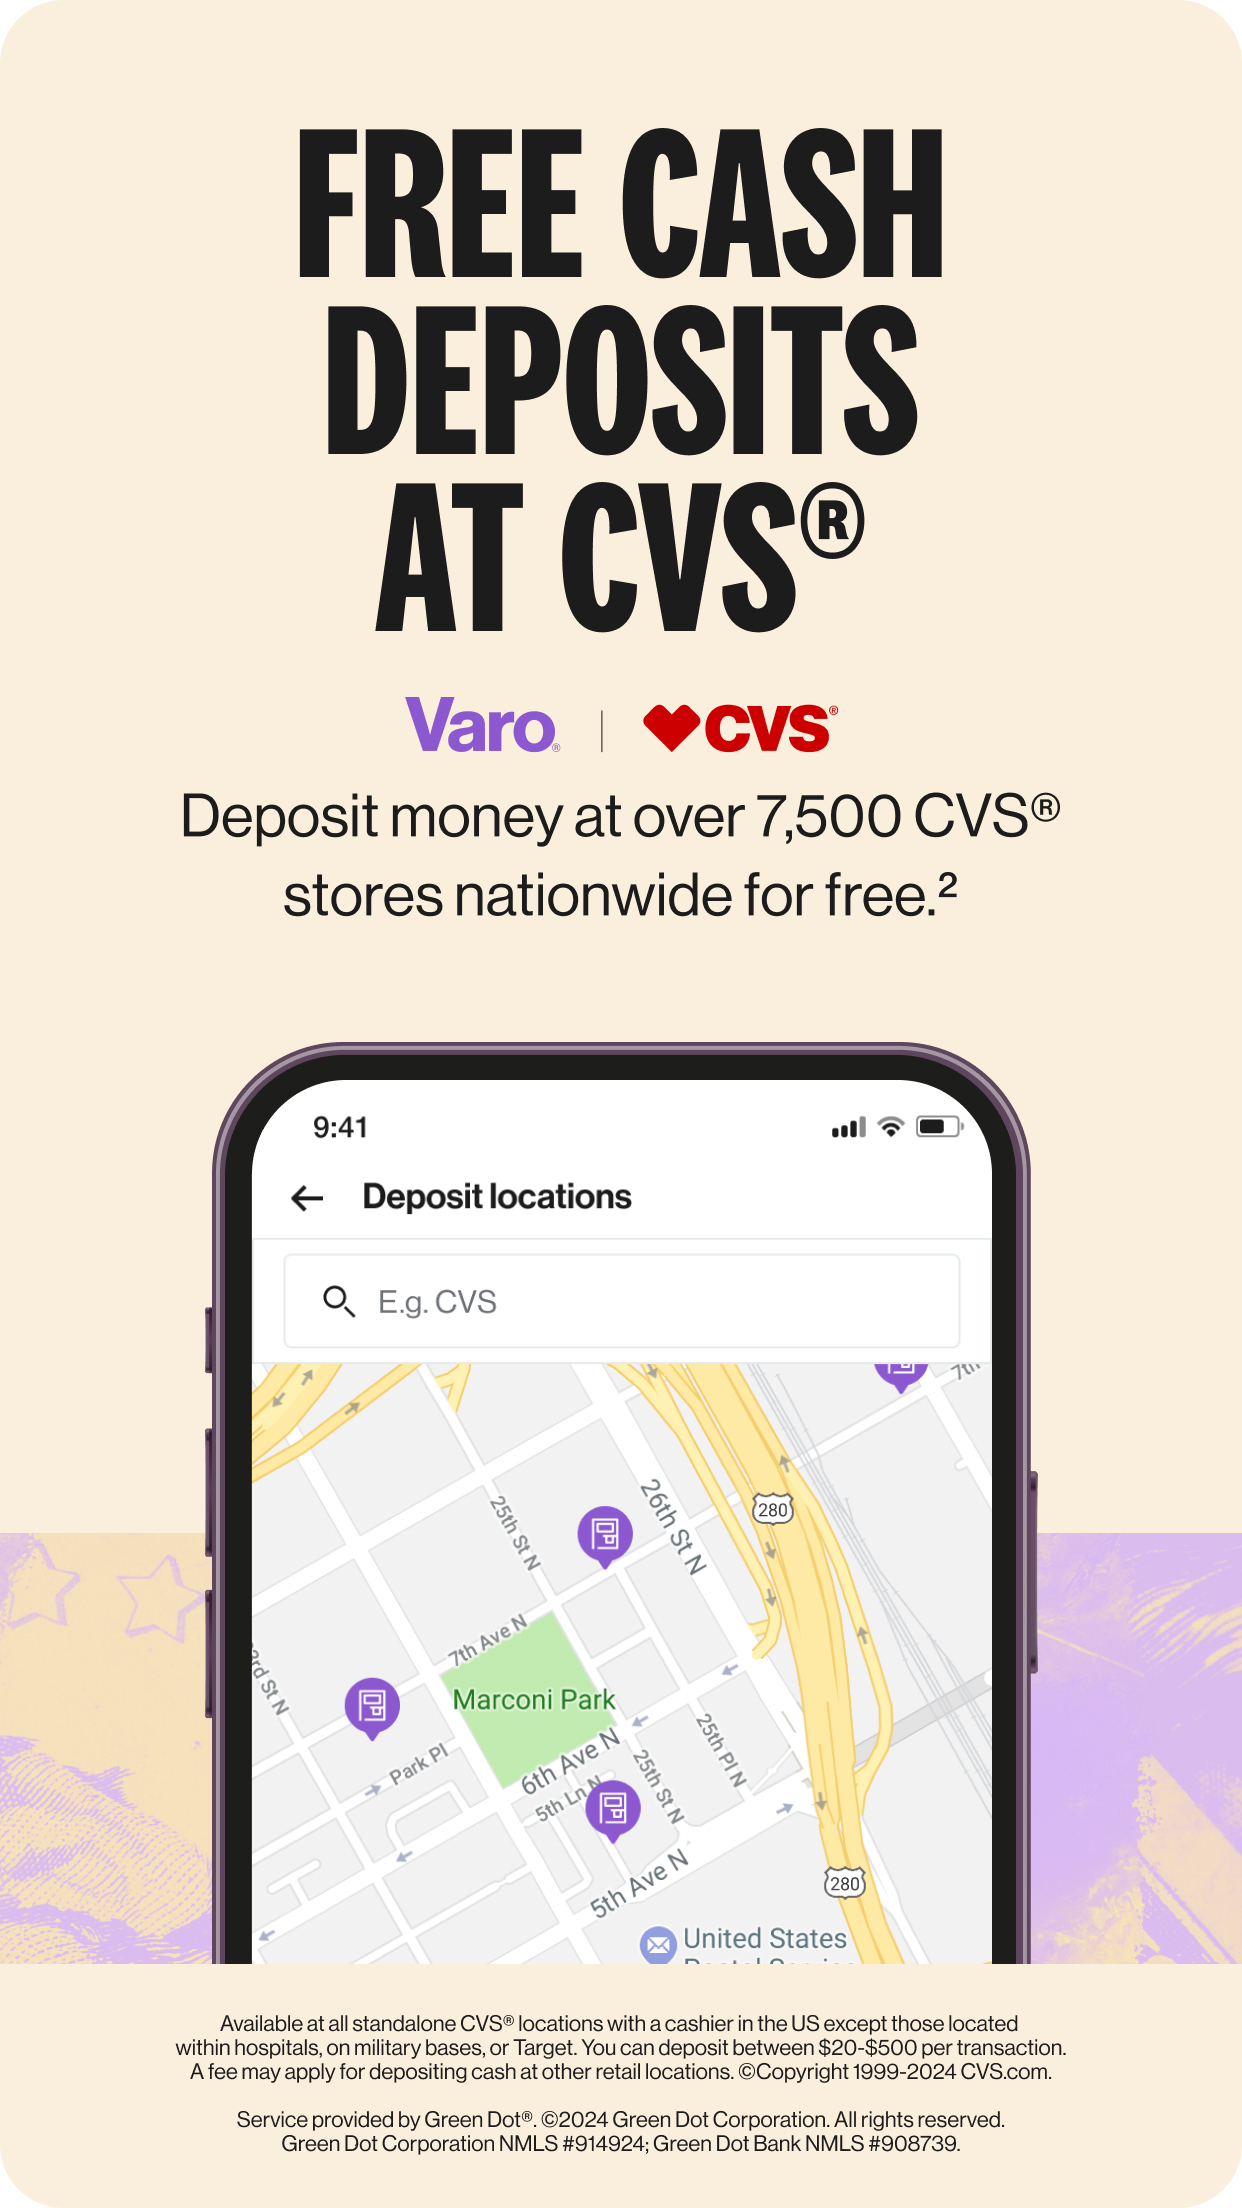 FREE CASH
DEPOSITS
AT CVS®
Varo® | CVS®
Deposit money at over 7,500 CVS®
stores nationwide for free.²
9:41
Deposit locations
E.g. CVS
7th
26th St N
25th St N
280
7th Ave N
3rd St N
Marconi Park
25th Pl N
6th Ave N
Park Pl
25th St N
5th Ln N
5th Ave N
280
United States
Available at all standalone CVS® locations with a cashier in the US except those located
within hospitals, on military bases, or Target. You can deposit between $20-$500 per transaction.
A fee may apply for depositing cash at other retail locations. ©Copyright 1999-2024 CVS.com.
Service provided by Green Dot®. ©2024 Green Dot Corporation. All rights reserved.
Green Dot Corporation NMLS #914924; Green Dot Bank NMLS #908739.